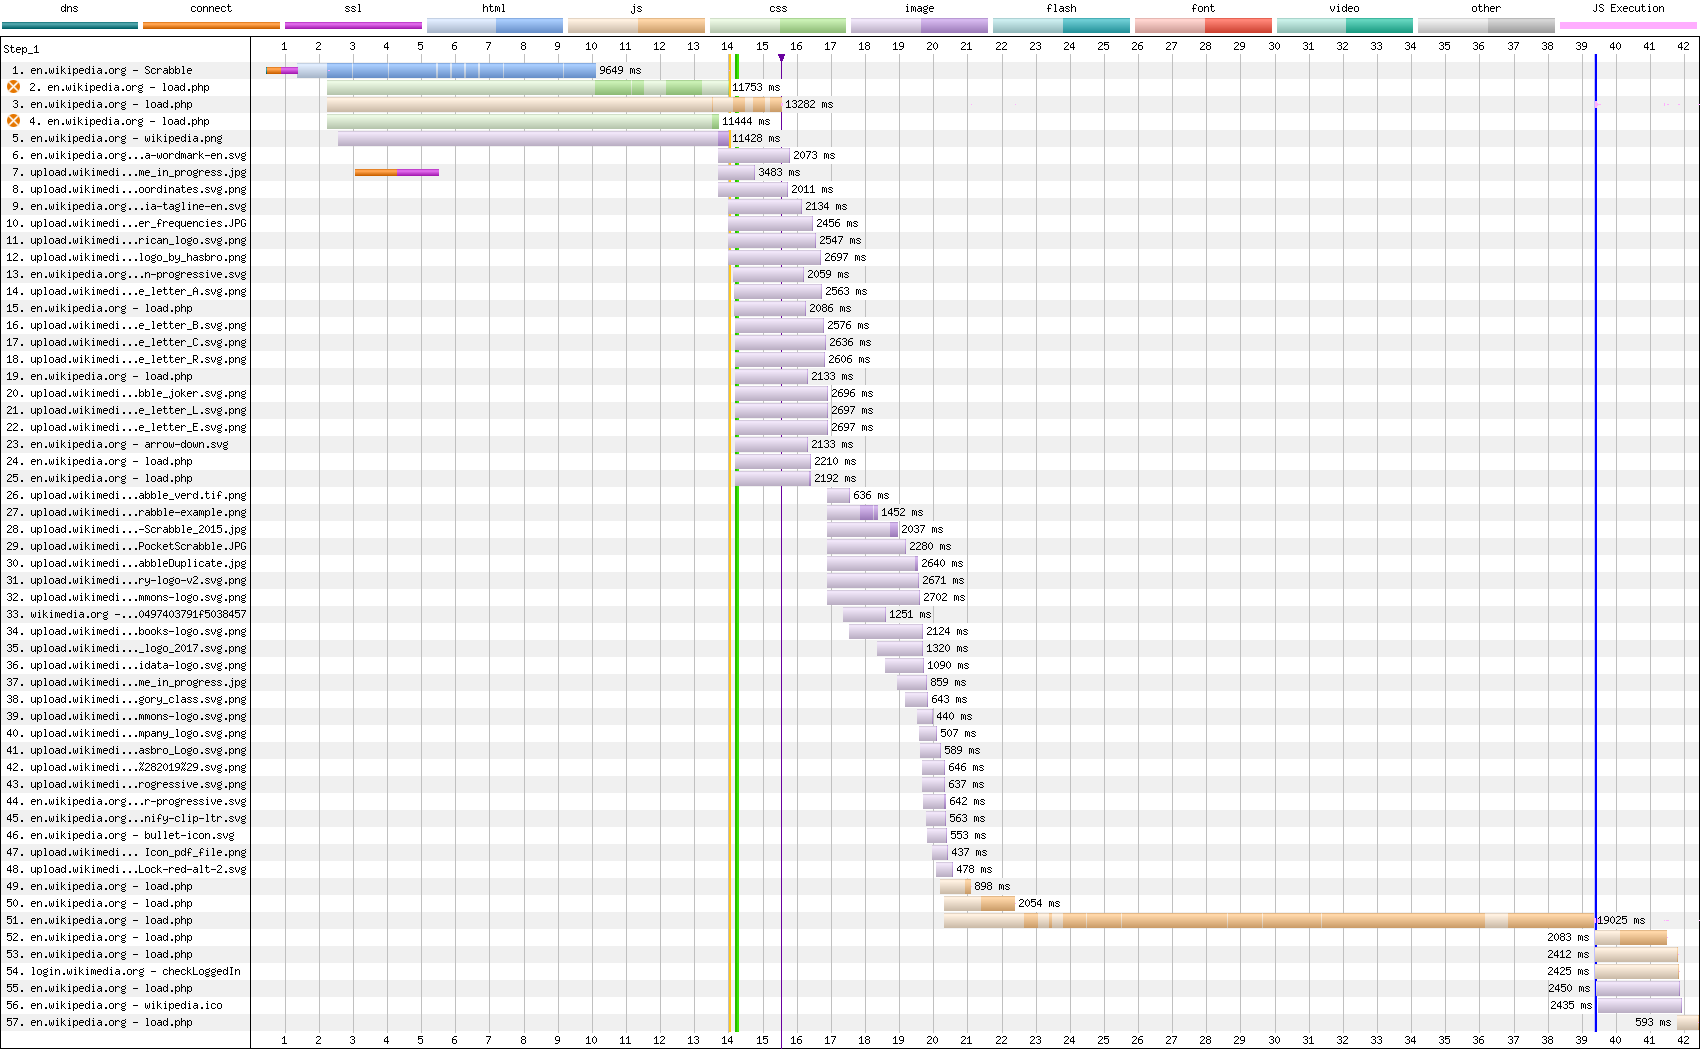 dns connect ssl html js css image flash font video other JS Execution
Step_1 1 2 3 4 5 6 7 8 9 10 11 12 13 14 15 16 17 18 19 20 21 22 23 24 25 26 27 28 29 30 31 32 33 34 35 36 37 38 39 40 41 42
1. en.wikipedia.org - Scrabble 9649 ms
2. en.wikipedia.org - load.php 11753 ms
3. en.wikipedia.org - load.php 13282 ms
4. en.wikipedia.org - load.php 11444 ms
5. en.wikipedia.org - wikipedia.png 11428 ms
6. en.wikipedia.org...a-wordmark-en.svg 2073 ms
7. upload.wikimedi...me_in_progress.jpg 3483 ms
8. upload.wikimedi...oordinates.svg.png 2011 ms
9. en.wikipedia.org...ia-tagline-en.svg 2134 ms
10. upload.wikimedi...er_frequencies.JPG 2456 ms
11. upload.wikimedi...rican_logo.svg.png 2547 ms
12. upload.wikimedi...logo_by_hasbro.png 2697 ms
13. en.wikipedia.org...n-progressive.svg 2059 ms
14. upload.wikimedi...e_letter_A.svg.png 2563 ms
15. en.wikipedia.org - load.php 2086 ms
16. upload.wikimedi...e_letter_B.svg.png 2576 ms
17. upload.wikimedi...e_letter_C.svg.png 2636 ms
18. upload.wikimedi...e_letter_R.svg.png 2606 ms
19. en.wikipedia.org - load.php 2133 ms
20. upload.wikimedi...bble_joker.svg.png 2696 ms
21. upload.wikimedi...e_letter_L.svg.png 2697 ms
22. upload.wikimedi...e_letter_E.svg.png 2697 ms
23. en.wikipedia.org - arrow-down.svg 2133 ms
24. en.wikipedia.org - load.php 2210 ms
25. en.wikipedia.org - load.php 2192 ms
26. upload.wikimedi...abble_verd.tif.png 636 ms
27. upload.wikimedi...rabble-example.png 1452 ms
28. upload.wikimedi...-Scrabble_2015.jpg 2037 ms
29. upload.wikimedi...PocketScrabble.JPG 2280 ms
30. upload.wikimedi...abbleDuplicate.jpg 2640 ms
31. upload.wikimedi...ry-logo-v2.svg.png 2671 ms
32. upload.wikimedi...mmons-logo.svg.png 2702 ms
33. wikimedia.org -...0497403791f5038457 1251 ms
34. upload.wikimedi...books-logo.svg.png 2124 ms
35. upload.wikimedi..._logo_2017.svg.png 1320 ms
36. upload.wikimedi...idata-logo.svg.png 1090 ms
37. upload.wikimedi...me_in_progress.jpg 859 ms
38. upload.wikimedi...gory_class.svg.png 643 ms
39. upload.wikimedi...mmons-logo.svg.png 440 ms
40. upload.wikimedi...mpany_logo.svg.png 507 ms
41. upload.wikimedi...asbro_Logo.svg.png 589 ms
42. upload.wikimedi...%282019%29.svg.png 646 ms
43. upload.wikimedi...rogressive.svg.png 637 ms
44. en.wikipedia.org...r-progressive.svg 642 ms
45. en.wikipedia.org...nify-clip-ltr.svg 563 ms
46. en.wikipedia.org - bullet-icon.svg 553 ms
47. upload.wikimedi... Icon_pdf_file.png 437 ms
48. upload.wikimedi...Lock-red-alt-2.svg 478 ms
49. en.wikipedia.org - load.php 898 ms
50. en.wikipedia.org - load.php 2054 ms
51. en.wikipedia.org - load.php 19025 ms
52. en.wikipedia.org - load.php 2083 ms
53. en.wikipedia.org - load.php 2412 ms
54. login.wikimedia.org - checkLoggedIn 2425 ms
55. en.wikipedia.org - load.php 2450 ms
56. en.wikipedia.org - wikipedia.ico 2435 ms
57. en.wikipedia.org - load.php 593 ms
1 2 3 4 5 6 7 8 9 10 11 12 13 14 15 16 17 18 19 20 21 22 23 24 25 26 27 28 29 30 31 32 33 34 35 36 37 38 39 40 41 42